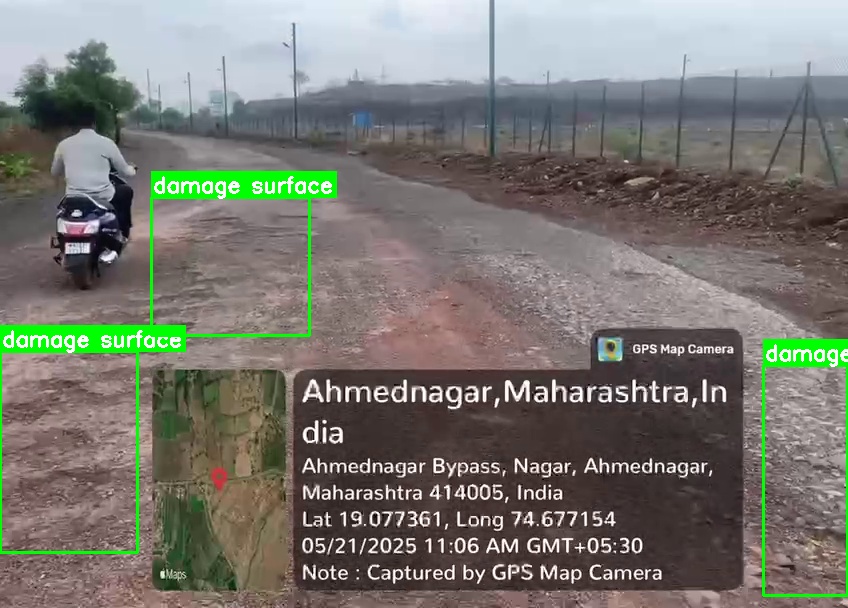 damage surface
damage surface
damage
GPS Map Camera
Ahmednagar,Maharashtra,In
dia
Ahmednagar Bypass, Nagar, Ahmednagar,
Maharashtra 414005, India
Lat 19.077361, Long 74.677154
05/21/2025 11:06 AM GMT+05:30
Note : Captured by GPS Map Camera
Maps